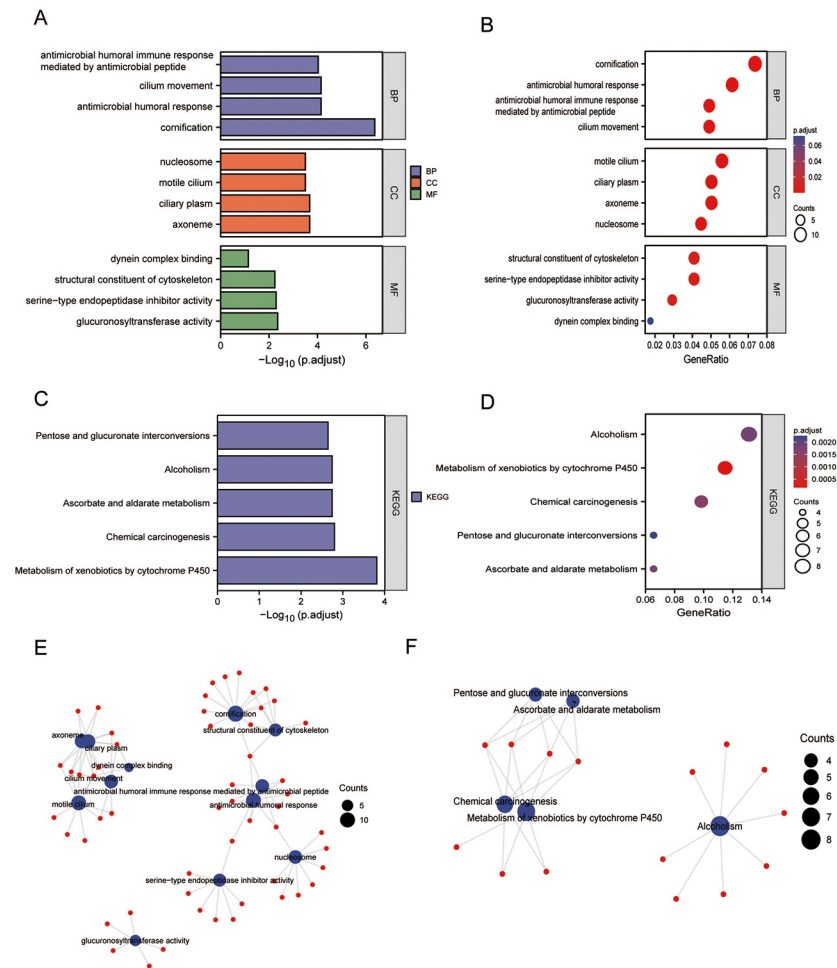 A
antimicrobial humoral immune response
mediated by antimicrobial peptide
cilium movement
antimicrobial humoral response
cornification
BP
nucleosome
motile cilium
ciliary plasm
axoneme
CC
dynein complex binding
structural constituent of cytoskeleton
serine-type endopeptidase inhibitor activity
glucuronosyltransferase activity
MF
0 2 4 6
−Log10 (p.adjust)
BP
CC
MF
B
cornification
antimicrobial humoral response
antimicrobial humoral immune response
mediated by antimicrobial peptide
cilium movement
BP
motile cilium
ciliary plasm
axoneme
nucleosome
CC
structural constituent of cytoskeleton
serine-type endopeptidase inhibitor activity
glucuronosyltransferase activity
dynein complex binding
MF
0.02 0.03 0.04 0.05 0.06 0.07 0.08
GeneRatio
p.adjust
0.06
0.04
0.02
Counts
5
10
C
Pentose and glucuronate interconversions
Alcoholism
Ascorbate and aldarate metabolism
Chemical carcinogenesis
Metabolism of xenobiotics by cytochrome P450
KEGG
0 1 2 3 4
−Log10 (p.adjust)
KEGG
D
Alcoholism
Metabolism of xenobiotics by cytochrome P450
Chemical carcinogenesis
Pentose and glucuronate interconversions
Ascorbate and aldarate metabolism
KEGG
0.06 0.08 0.10 0.12 0.14
GeneRatio
p.adjust
0.0020
0.0015
0.0010
0.0005
Counts
4
5
6
7
8
E
cornification
structural constituent of cytoskeleton
axoneme
ciliary plasm
dynein complex binding
cilium movement
antimicrobial humoral immune response mediated by antimicrobial peptide
motile cilium
antimicrobial humoral response
nucleosome
serine-type endopeptidase inhibitor activity
glucuronosyltransferase activity
Counts
5
10
F
Pentose and glucuronate interconversions
Ascorbate and aldarate metabolism
Chemical carcinogenesis
Metabolism of xenobiotics by cytochrome P450
Alcoholism
Counts
4
5
6
7
8